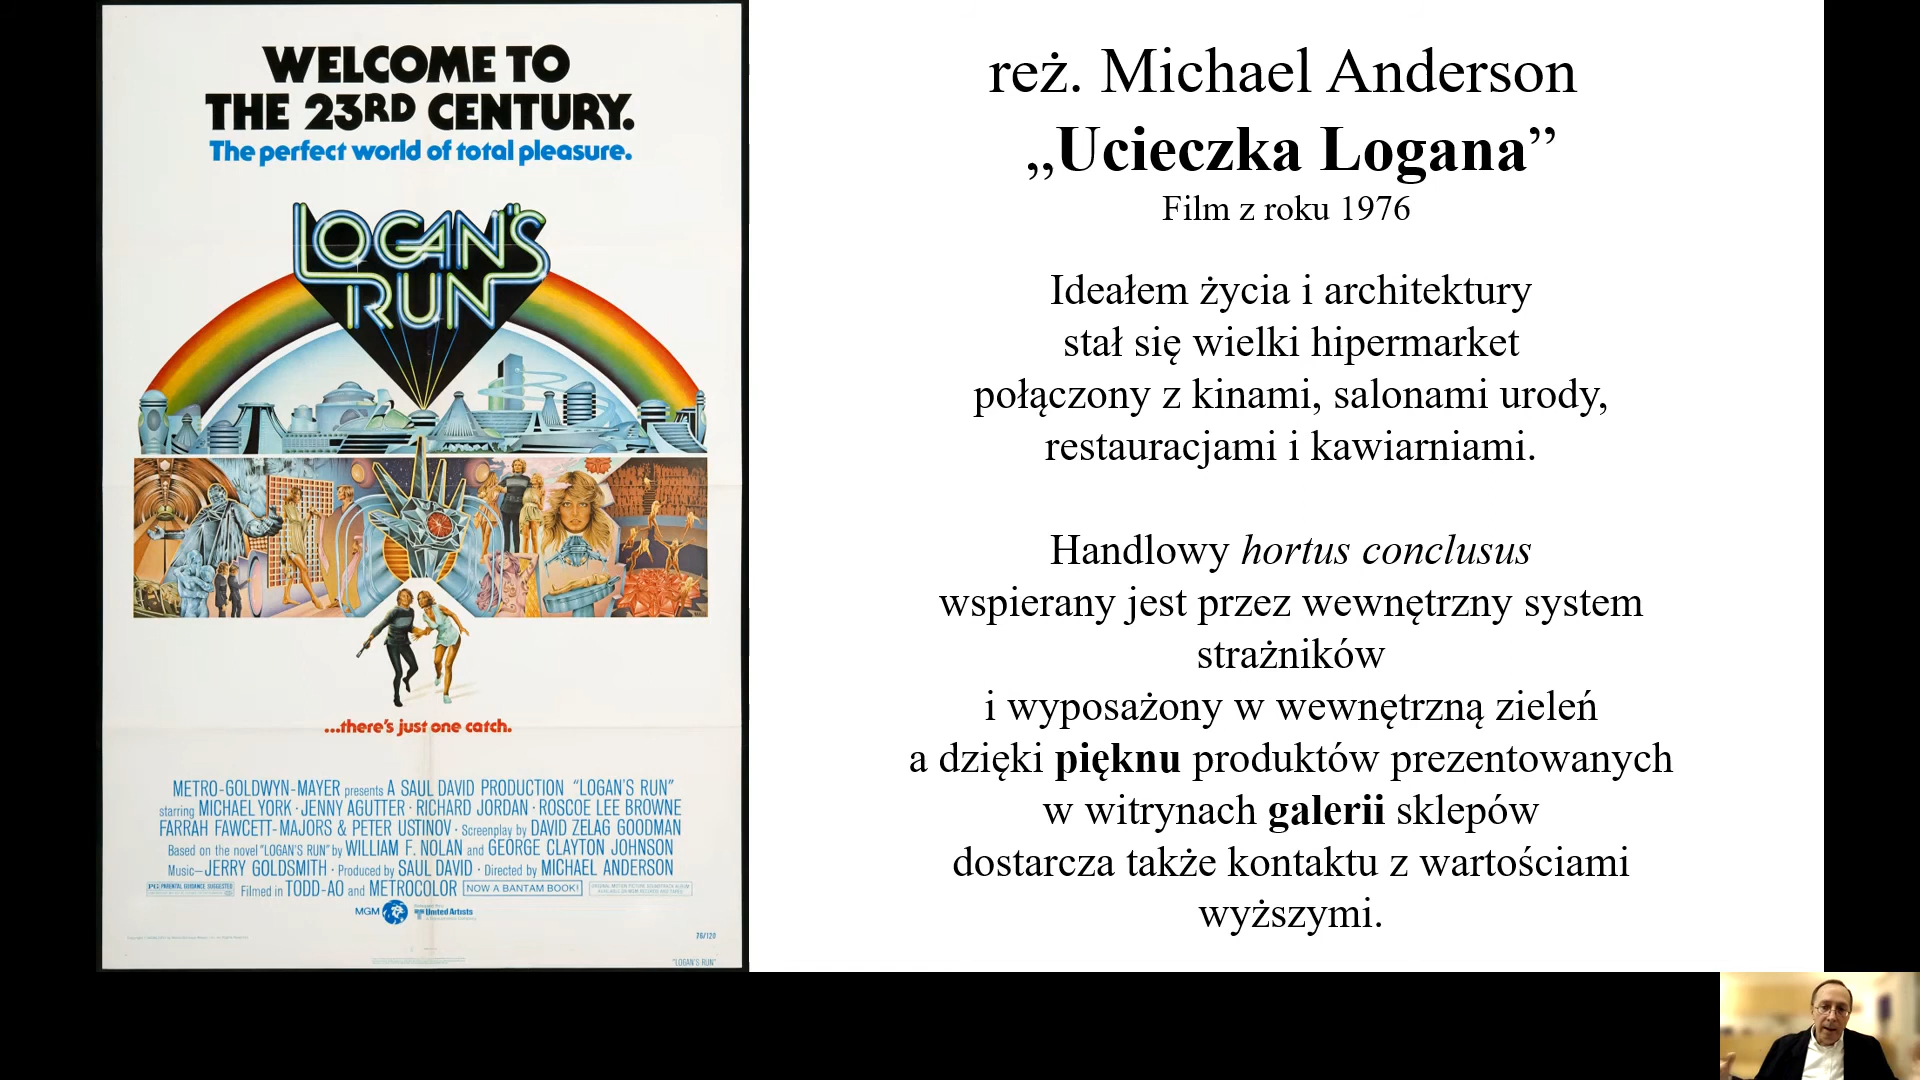 WELCOME TO
THE 23RD CENTURY.
The perfect world of total pleasure.
LOGAN'S
RUN
...there's just one catch.
METRO-GOLDWYN-MAYER presents A SAUL DAVID PRODUCTION "LOGAN'S RUN"
starring MICHAEL YORK · JENNY AGUTTER · RICHARD JORDAN · ROSCOE LEE BROWNE
FARRAH FAWCETT-MAJORS & PETER USTINOV · Screenplay by DAVID ZELAG GOODMAN
Based on the novel "LOGAN'S RUN" by WILLIAM F. NOLAN and GEORGE CLAYTON JOHNSON
Music—JERRY GOLDSMITH · Produced by SAUL DAVID · Directed by MICHAEL ANDERSON
PG PARENTAL GUIDANCE SUGGESTED Filmed in TODD-AO and METROCOLOR NOW A BANTAM BOOK!
MGM United Artists
76/120
"LOGAN'S RUN"
reż. Michael Anderson
„Ucieczka Logana”
Film z roku 1976
Ideałem życia i architektury
stał się wielki hipermarket
połączony z kinami, salonami urody,
restauracjami i kawiarniami.
Handlowy hortus conclusus
wspierany jest przez wewnętrzny system
strażników
i wyposażony w wewnętrzną zieleń
a dzięki pięknu produktów prezentowanych
w witrynach galerii sklepów
dostarcza także kontaktu z wartościami
wyższymi.